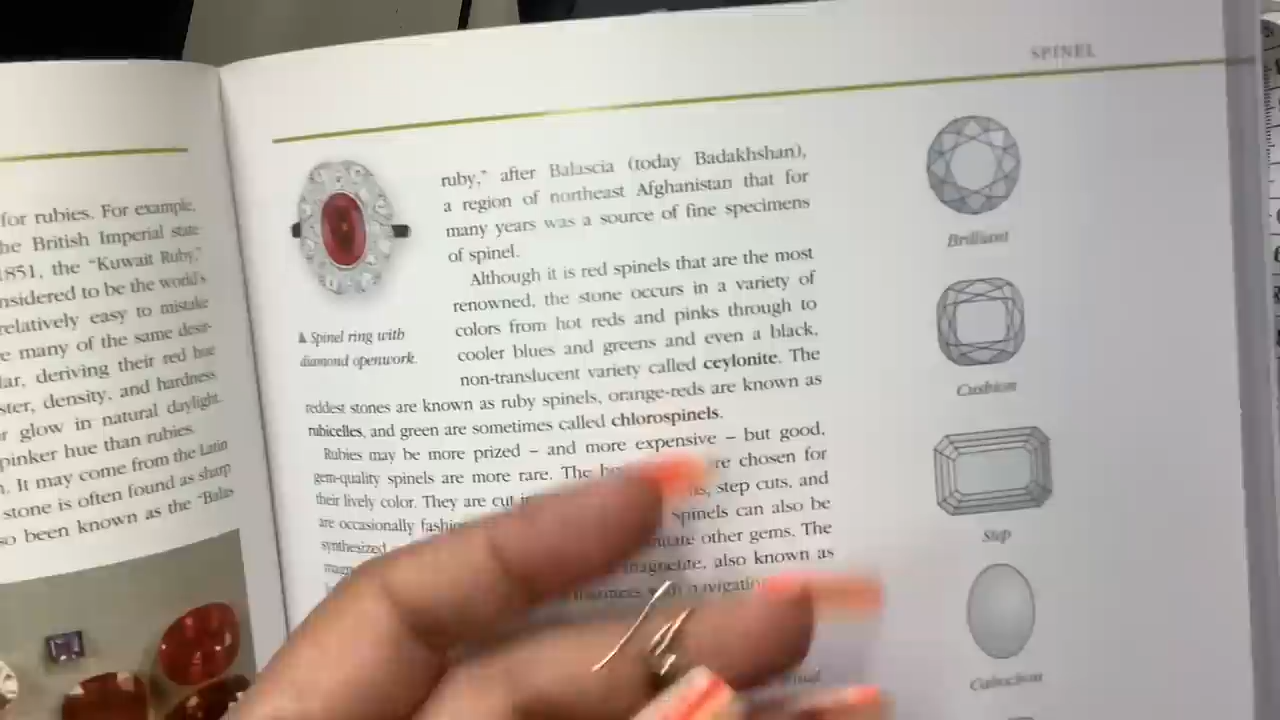 for rubies. For example,
he British Imperial state
1851, the "Kuwait Ruby,"
nsidered to be the world's
relatively easy to mistake
e many of the same desir-
lar, deriving their red hue
ster, density, and hardness
r glow in natural daylight.
pinker hue than rubies.
n. It may come from the Latin
stone is often found as sharp
so been known as the "Balas
SPINEL
ruby," after Balascia (today Badakhshan),
a region of northeast Afghanistan that for
many years was a source of fine specimens
of spinel.
Although it is red spinels that are the most
renowned, the stone occurs in a variety of
colors from hot reds and pinks through to
cooler blues and greens and even a black,
non-translucent variety called ceylonite. The
reddest stones are known as ruby spinels, orange-reds are known as
rubicelles, and green are sometimes called chlorospinels.
Rubies may be more prized – and more expensive – but good,
gem-quality spinels are more rare. The re chosen for
their lively color. They are cut step cuts, and
are occasionally spinels can also be
synthesized other gems. The
magnetite, also known as
▲ Spinel ring with
diamond openwork.
Brilliant
Cushion
Step
Cabochon